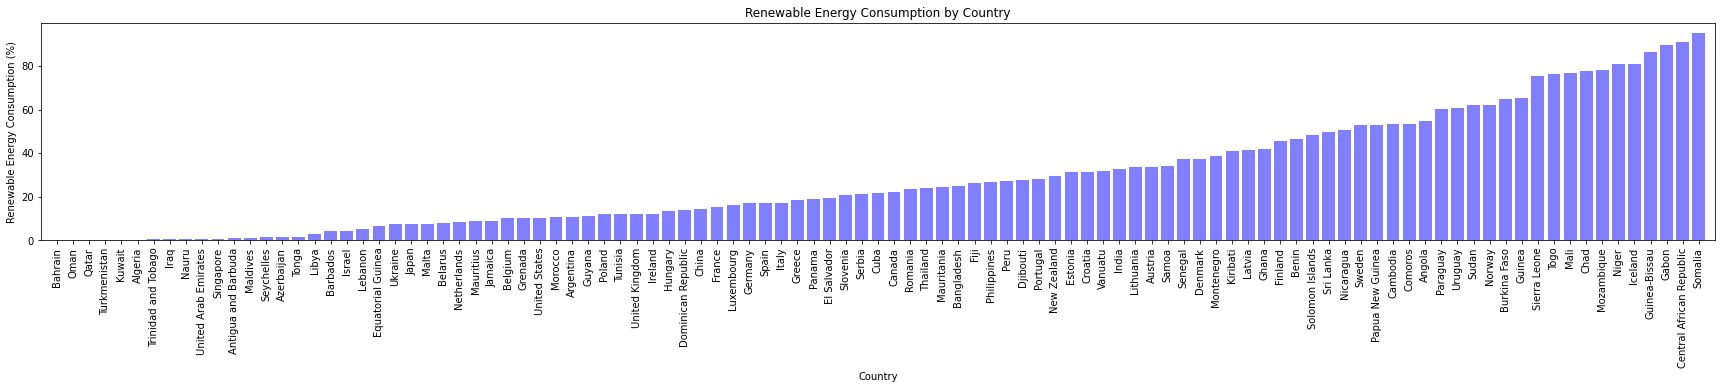 Renewable Energy Consumption by Country
Renewable Energy Consumption (%)
80
60
40
20
0
Bahrain
Oman
Qatar
Turkmenistan
Kuwait
Algeria
Trinidad and Tobago
Iraq
Nauru
United Arab Emirates
Singapore
Antigua and Barbuda
Maldives
Seychelles
Azerbaijan
Tonga
Libya
Barbados
Israel
Lebanon
Equatorial Guinea
Ukraine
Japan
Malta
Belarus
Netherlands
Mauritius
Jamaica
Belgium
Grenada
United States
Morocco
Argentina
Guyana
Poland
Tunisia
United Kingdom
Ireland
Hungary
Dominican Republic
China
France
Luxembourg
Germany
Spain
Italy
Greece
Panama
El Salvador
Slovenia
Serbia
Cuba
Canada
Romania
Thailand
Mauritania
Bangladesh
Fiji
Philippines
Peru
Djibouti
Portugal
New Zealand
Estonia
Croatia
Vanuatu
India
Lithuania
Austria
Samoa
Senegal
Denmark
Montenegro
Kiribati
Latvia
Ghana
Finland
Benin
Solomon Islands
Sri Lanka
Nicaragua
Sweden
Papua New Guinea
Cambodia
Comoros
Angola
Paraguay
Uruguay
Sudan
Norway
Burkina Faso
Guinea
Sierra Leone
Togo
Mali
Chad
Mozambique
Niger
Iceland
Guinea-Bissau
Gabon
Central African Republic
Somalia
Country